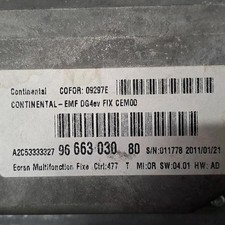 Continental COFOR: 09297E
CONTINENTAL- EMF DG4ev FIX CEM00
A2C53333327 96 663 030 80 S/N:011778 2011/01/21
Ecran Multifonction Fixe Ctrl:477 T MI:OR SW:04.01 HW: AD